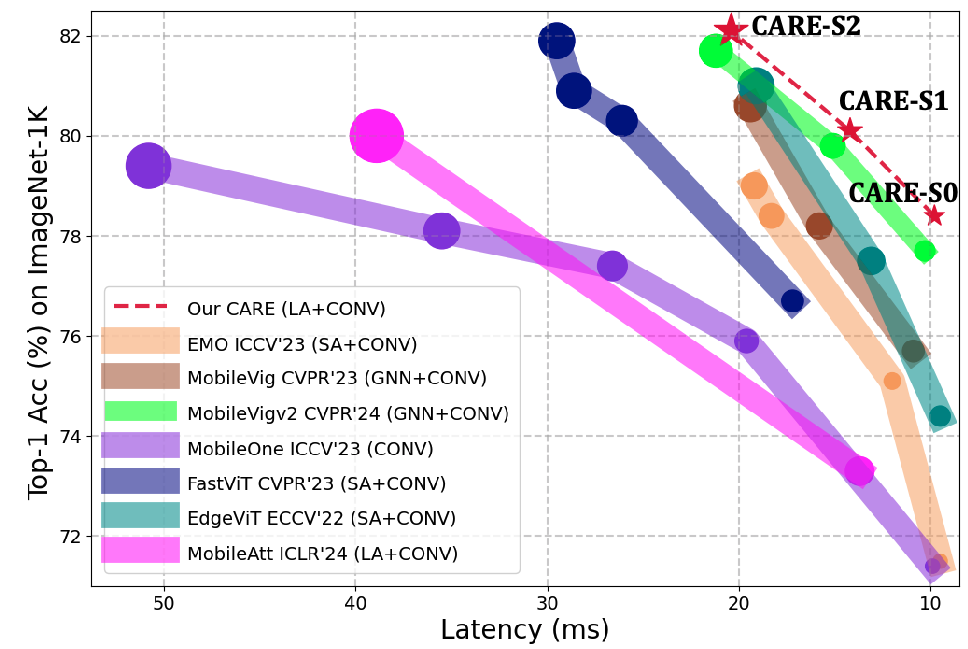 82
80
78
76
74
72
Top-1 Acc (%) on ImageNet-1K
CARE-S2
CARE-S1
CARE-S0
Our CARE (LA+CONV)
EMO ICCV'23 (SA+CONV)
MobileVig CVPR'23 (GNN+CONV)
MobileVigv2 CVPR'24 (GNN+CONV)
MobileOne ICCV'23 (CONV)
FastViT CVPR'23 (SA+CONV)
EdgeViT ECCV'22 (SA+CONV)
MobileAtt ICLR'24 (LA+CONV)
50 40 30 20 10
Latency (ms)